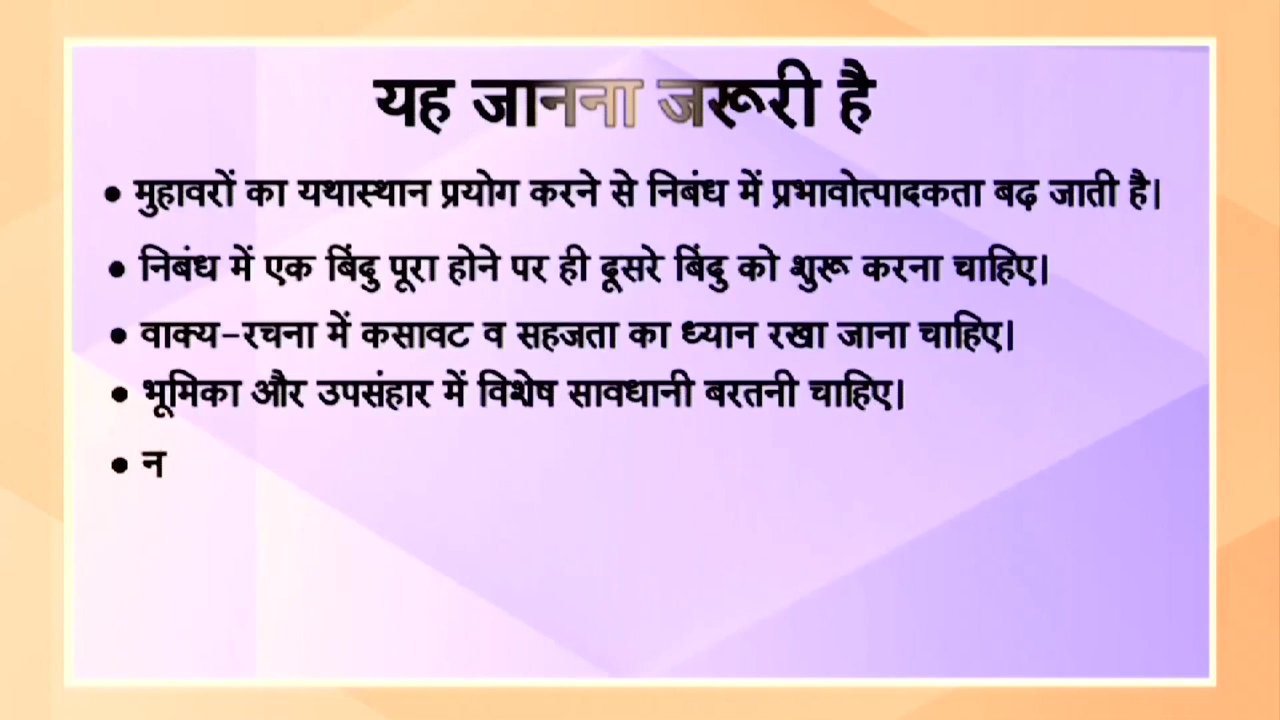 यह जानना जरूरी है
• मुहावरों का यथास्थान प्रयोग करने से निबंध में प्रभावोत्पादकता बढ़ जाती है।
• निबंध में एक बिंदु पूरा होने पर ही दूसरे बिंदु को शुरू करना चाहिए।
• वाक्य-रचना में कसावट व सहजता का ध्यान रखा जाना चाहिए।
• भूमिका और उपसंहार में विशेष सावधानी बरतनी चाहिए।
• न